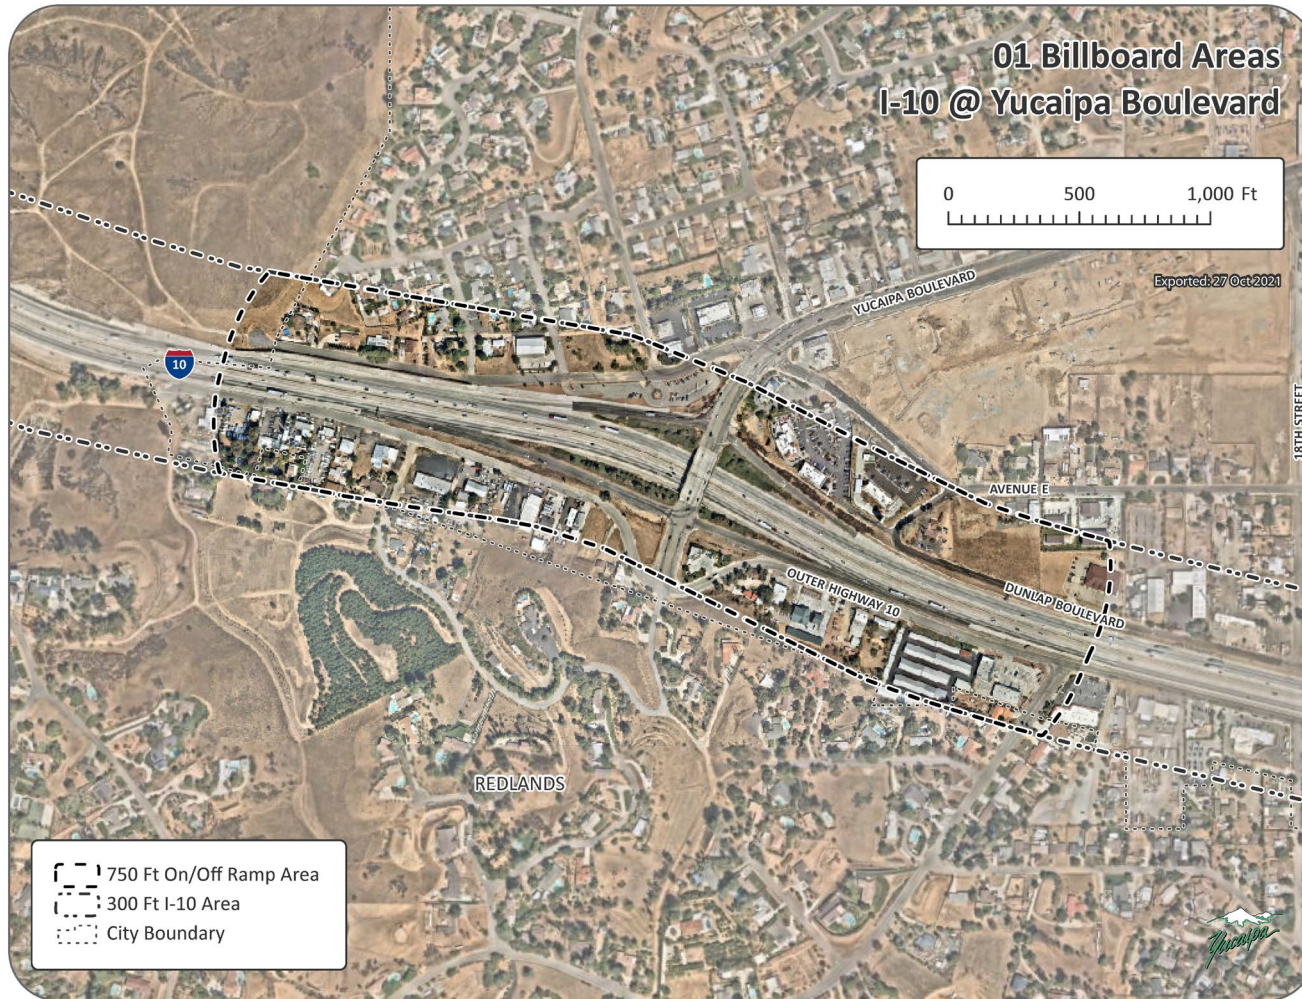 01 Billboard Areas
I-10 @ Yucaipa Boulevard
0 500 1,000 Ft
Exported: 27 Oct 2021
YUCAIPA BOULEVARD
10
18TH STREET
AVENUE E
OUTER HIGHWAY 10
DUNLAP BOULEVARD
REDLANDS
750 Ft On/Off Ramp Area
300 Ft I-10 Area
City Boundary
Yucaipa